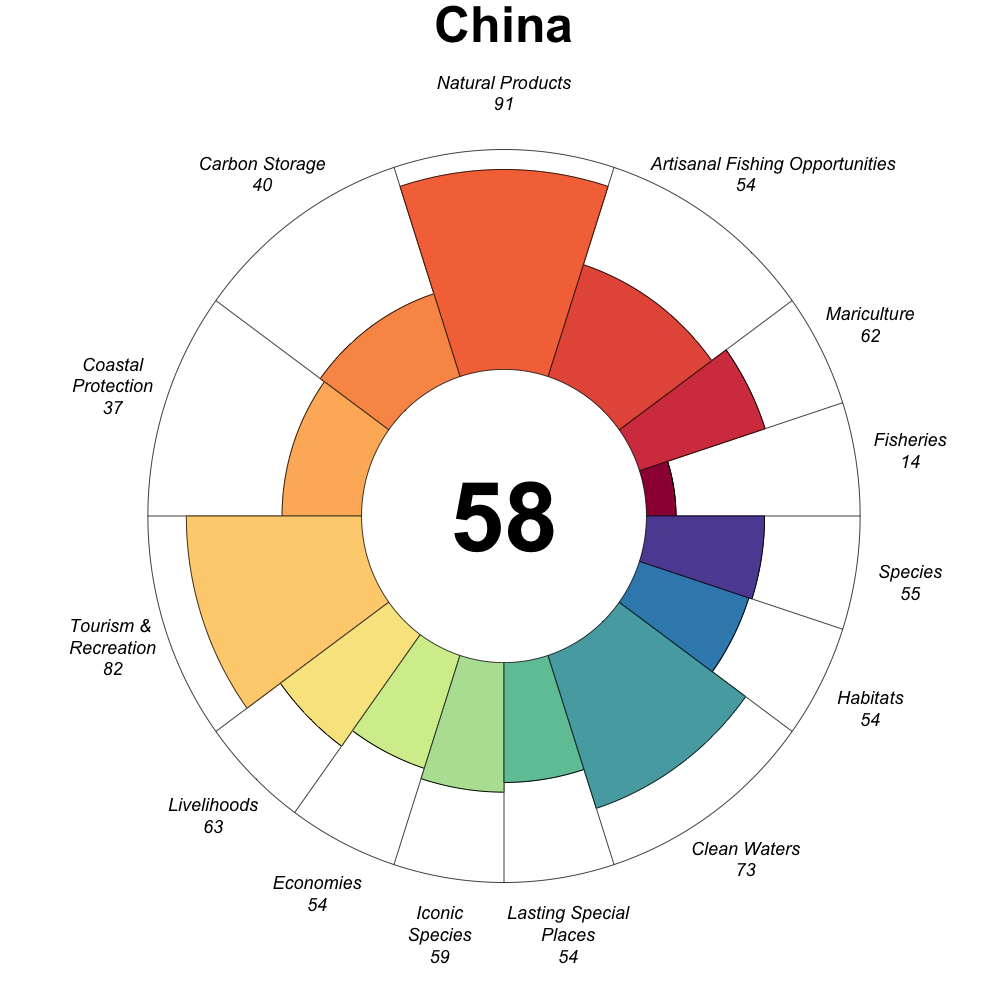 China
Natural Products
91
Carbon Storage
40
Artisanal Fishing Opportunities
54
Mariculture
62
Coastal
Protection
37
Fisheries
14
58
Species
55
Tourism &
Recreation
82
Habitats
54
Livelihoods
63
Clean Waters
73
Economies
54
Iconic
Species
59
Lasting Special
Places
54